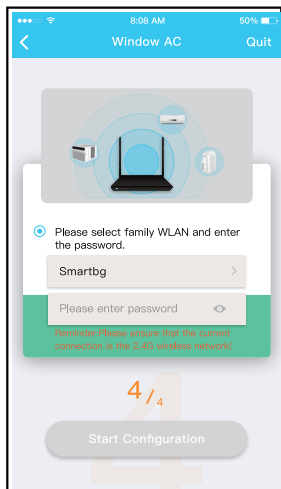 8:08 AM
50%
Window AC
Quit
Please select family WLAN and enter
the password.
Smartbg
Please enter password
Reminder:Please ensure that the current
connection is the 2.4G wireless network!
4/4
Start Configuration